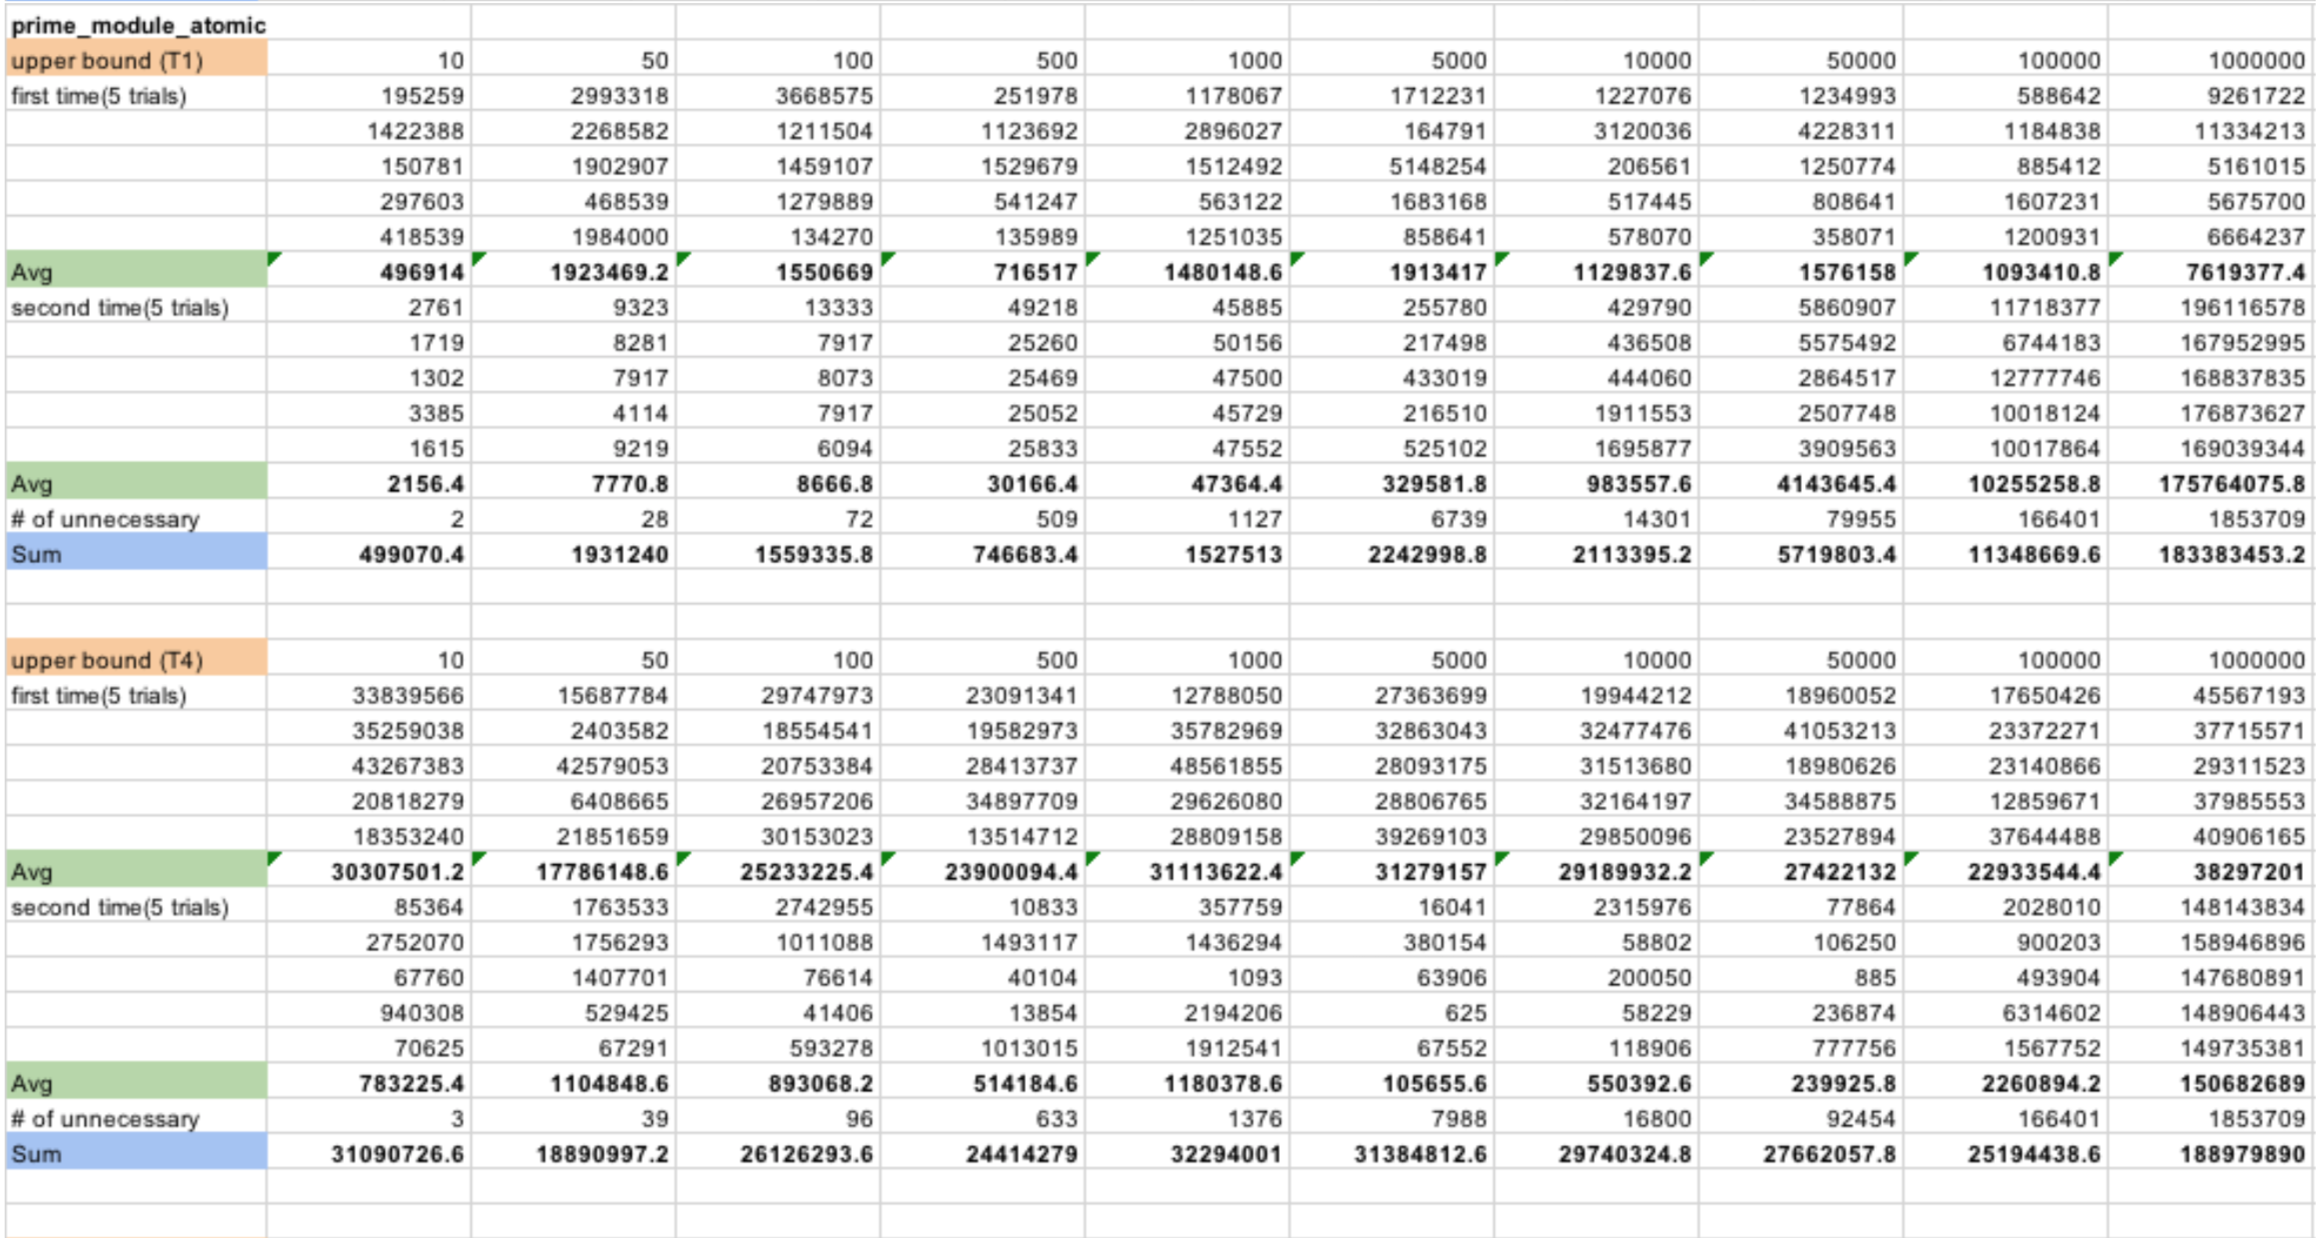 prime_module_atomic
upper bound (T1) 10 50 100 500 1000 5000 10000 50000 100000 1000000
first time(5 trials) 195259 2993318 3668575 251978 1178067 1712231 1227076 1234993 588642 9261722
1422388 2268582 1211504 1123692 2896027 164791 3120036 4228311 1184838 11334213
150781 1902907 1459107 1529679 1512492 5148254 206561 1250774 885412 5161015
297603 468539 1279889 541247 563122 1683168 517445 808641 1607231 5675700
418539 1984000 134270 135989 1251035 858641 578070 358071 1200931 6664237
Avg 496914 1923469.2 1550669 716517 1480148.6 1913417 1129837.6 1576158 1093410.8 7619377.4
second time(5 trials) 2761 9323 13333 49218 45885 255780 429790 5860907 11718377 196116578
1719 8281 7917 25260 50156 217498 436508 5575492 6744183 167952995
1302 7917 8073 25469 47500 433019 444060 2864517 12777746 168837835
3385 4114 7917 25052 45729 216510 1911553 2507748 10018124 176873627
1615 9219 6094 25833 47552 525102 1695877 3909563 10017864 169039344
Avg 2156.4 7770.8 8666.8 30166.4 47364.4 329581.8 983557.6 4143645.4 10255258.8 175764075.8
# of unnecessary 2 28 72 509 1127 6739 14301 79955 166401 1853709
Sum 499070.4 1931240 1559335.8 746683.4 1527513 2242998.8 2113395.2 5719803.4 11348669.6 183383453.2
upper bound (T4) 10 50 100 500 1000 5000 10000 50000 100000 1000000
first time(5 trials) 33839566 15687784 29747973 23091341 12788050 27363699 19944212 18960052 17650426 45567193
35259038 2403582 18554541 19582973 35782969 32863043 32477476 41053213 23372271 37715571
43267383 42579053 20753384 28413737 48561855 28093175 31513680 18980626 23140866 29311523
20818279 6408665 26957206 34897709 29626080 28806765 32164197 34588875 12859671 37985553
18353240 21851659 30153023 13514712 28809158 39269103 29850096 23527894 37644488 40906165
Avg 30307501.2 17786148.6 25233225.4 23900094.4 31113622.4 31279157 29189932.2 27422132 22933544.4 38297201
second time(5 trials) 85364 1763533 2742955 10833 357759 16041 2315976 77864 2028010 148143834
2752070 1756293 1011088 1493117 1436294 380154 58802 106250 900203 158946896
67760 1407701 76614 40104 1093 63906 200050 885 493904 147680891
940308 529425 41406 13854 2194206 625 58229 236874 6314602 148906443
70625 67291 593278 1013015 1912541 67552 118906 777756 1567752 149735381
Avg 783225.4 1104848.6 893068.2 514184.6 1180378.6 105655.6 550392.6 239925.8 2260894.2 150682689
# of unnecessary 3 39 96 633 1376 7988 16800 92454 166401 1853709
Sum 31090726.6 18890997.2 26126293.6 24414279 32294001 31384812.6 29740324.8 27662057.8 25194438.6 188979890